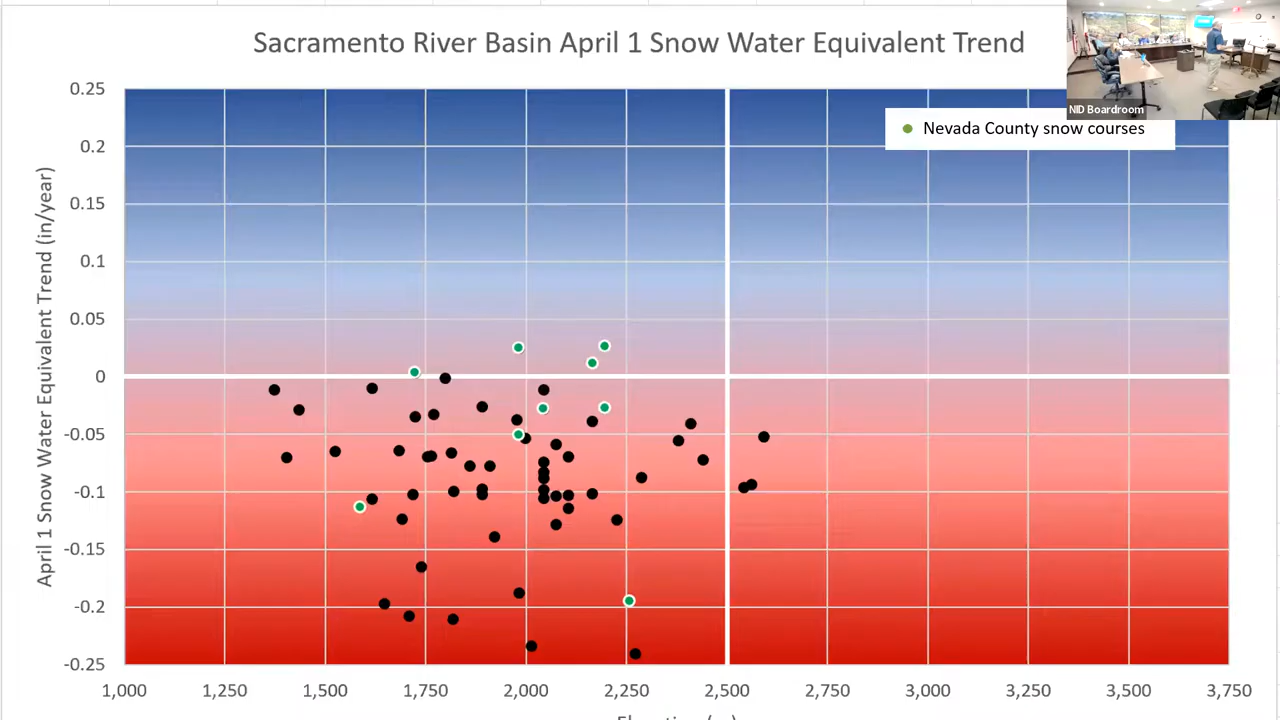 Sacramento River Basin April 1 Snow Water Equivalent Trend
NID Boardroom
Nevada County snow courses
April 1 Snow Water Equivalent Trend (in/year)
0.25
0.2
0.15
0.1
0.05
0
-0.05
-0.1
-0.15
-0.2
-0.25
1,000 1,250 1,500 1,750 2,000 2,250 2,500 2,750 3,000 3,250 3,500 3,750